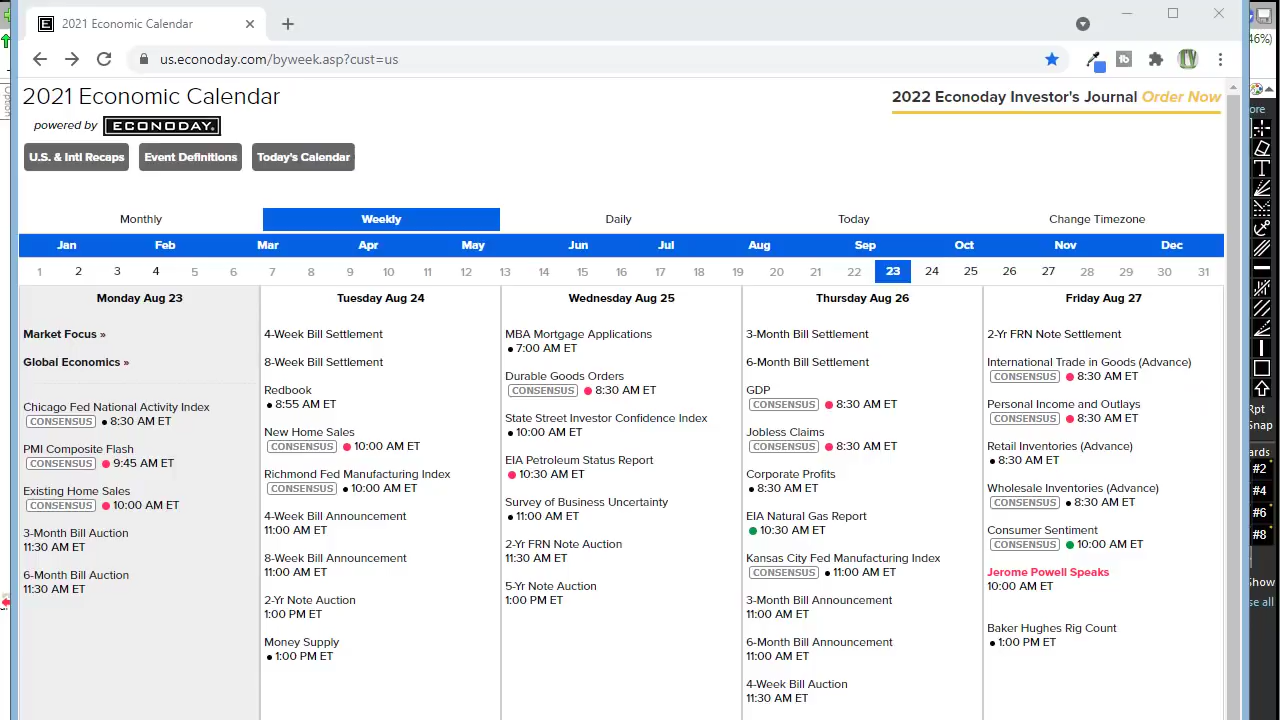 2021 Economic Calendar
us.econoday.com/byweek.asp?cust=us
2021 Economic Calendar
2022 Econoday Investor's Journal Order Now
powered by ECONODAY
U.S. & Intl Recaps Event Definitions Today's Calendar
Monthly Weekly Daily Today Change Timezone
Jan Feb Mar Apr May Jun Jul Aug Sep Oct Nov Dec
1 2 3 4 5 6 7 8 9 10 11 12 13 14 15 16 17 18 19 20 21 22 23 24 25 26 27 28 29 30 31
Monday Aug 23
Market Focus »
Global Economics »
Chicago Fed National Activity Index
CONSENSUS 8:30 AM ET
PMI Composite Flash
CONSENSUS 9:45 AM ET
Existing Home Sales
CONSENSUS 10:00 AM ET
3-Month Bill Auction
11:30 AM ET
6-Month Bill Auction
11:30 AM ET
Tuesday Aug 24
4-Week Bill Settlement
8-Week Bill Settlement
Redbook
8:55 AM ET
New Home Sales
CONSENSUS 10:00 AM ET
Richmond Fed Manufacturing Index
CONSENSUS 10:00 AM ET
4-Week Bill Announcement
11:00 AM ET
8-Week Bill Announcement
11:00 AM ET
2-Yr Note Auction
1:00 PM ET
Money Supply
1:00 PM ET
Wednesday Aug 25
MBA Mortgage Applications
7:00 AM ET
Durable Goods Orders
CONSENSUS 8:30 AM ET
State Street Investor Confidence Index
10:00 AM ET
EIA Petroleum Status Report
10:30 AM ET
Survey of Business Uncertainty
11:00 AM ET
2-Yr FRN Note Auction
11:30 AM ET
5-Yr Note Auction
1:00 PM ET
Thursday Aug 26
3-Month Bill Settlement
6-Month Bill Settlement
GDP
CONSENSUS 8:30 AM ET
Jobless Claims
CONSENSUS 8:30 AM ET
Corporate Profits
8:30 AM ET
EIA Natural Gas Report
10:30 AM ET
Kansas City Fed Manufacturing Index
CONSENSUS 11:00 AM ET
3-Month Bill Announcement
11:00 AM ET
6-Month Bill Announcement
11:00 AM ET
4-Week Bill Auction
11:30 AM ET
Friday Aug 27
2-Yr FRN Note Settlement
International Trade in Goods (Advance)
CONSENSUS 8:30 AM ET
Personal Income and Outlays
CONSENSUS 8:30 AM ET
Retail Inventories (Advance)
8:30 AM ET
Wholesale Inventories (Advance)
CONSENSUS 8:30 AM ET
Consumer Sentiment
CONSENSUS 10:00 AM ET
Jerome Powell Speaks
10:00 AM ET
Baker Hughes Rig Count
1:00 PM ET
46%)
ore
Rpt
Snap
ards
#2
#4
#6
#8
Show
se all
Option